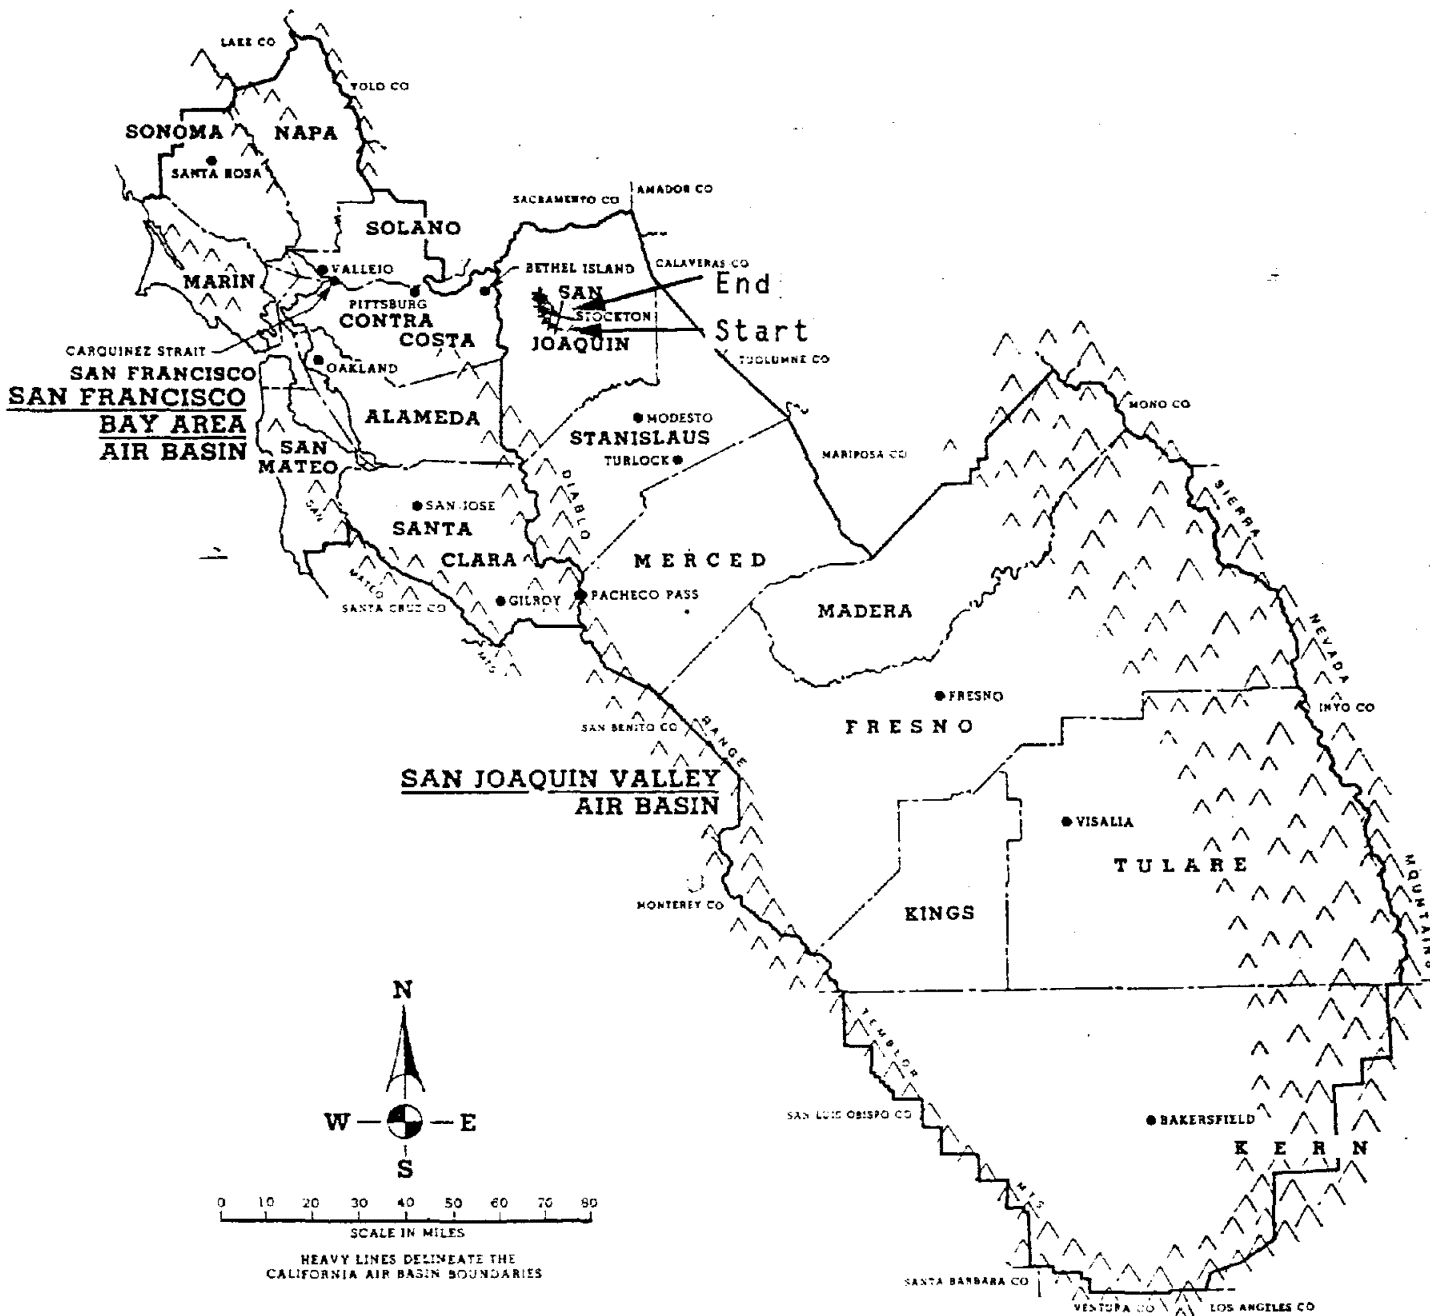 LAKE CO
YOLO CO
SONOMA
NAPA
SANTA ROSA
SACRAMENTO CO
AMADOR CO
SOLANO
BETHEL ISLAND
CALAVERAS CO
VALLEJO
MARIN
End
SAN
PITTSBURG
STOCKTON
CONTRA
COSTA
Start
JOAQUIN
CARQUINEZ STRAIT
TUOLUMNE CO
OAKLAND
SAN FRANCISCO
SAN FRANCISCO
BAY AREA
AIR BASIN
ALAMEDA
MODESTO
MONO CO
STANISLAUS
SAN
MATEO
TURLOCK
MARIPOSA CO
SIERRA
DIABLO
SAN JOSE
SAN
SANTA
CLARA
MERCED
MATEO
SANTA CRUZ CO
GILROY
PACHECO PASS
MADERA
NEVADA
MTS
FRESNO
INYO CO
SAN BENITO CO
RANGE
FRESNO
SAN JOAQUIN VALLEY
AIR BASIN
VISALIA
TULARE
MOUNTAINS
MONTEREY CO
KINGS
N
TEMBLOR
W E
SAN LUIS OBISPO CO
BAKERSFIELD
S
KERN
MTS
0 10 20 30 40 50 60 70 80
SCALE IN MILES
HEAVY LINES DELINEATE THE
CALIFORNIA AIR BASIN BOUNDARIES
SANTA BARBARA CO
VENTURA CO
LOS ANGELES CO